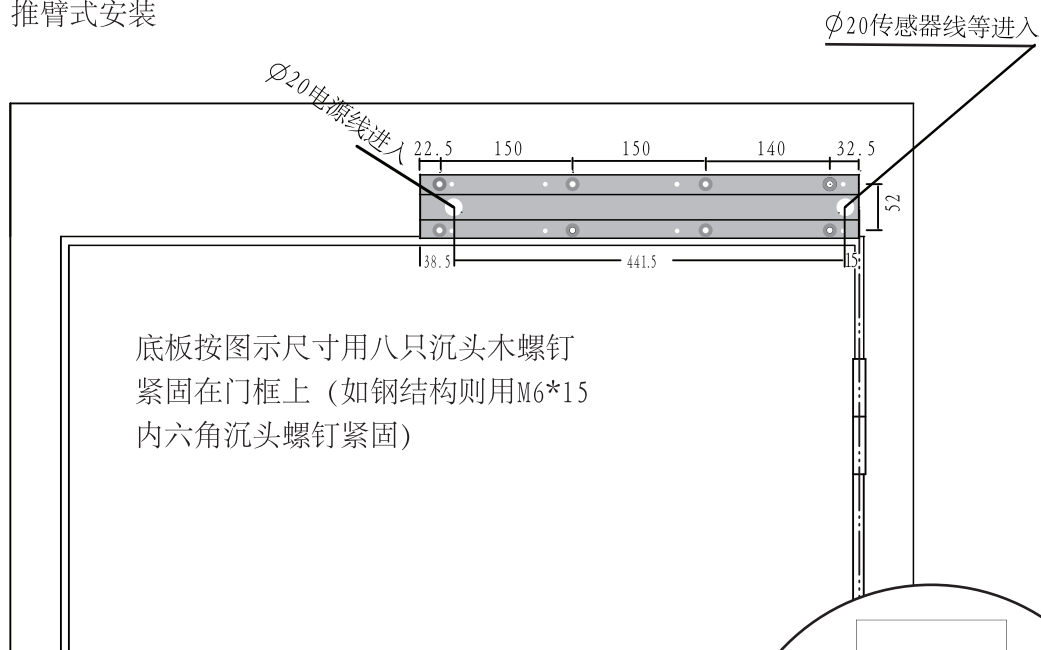 推臂式安装
Ø20传感器线等进入
Ø20电源线进入
22.5 150 150 140 32.5
52
38.5 441.5 15
底板按图示尺寸用八只沉头木螺钉
紧固在门框上 (如钢结构则用M6*15
内六角沉头螺钉紧固)